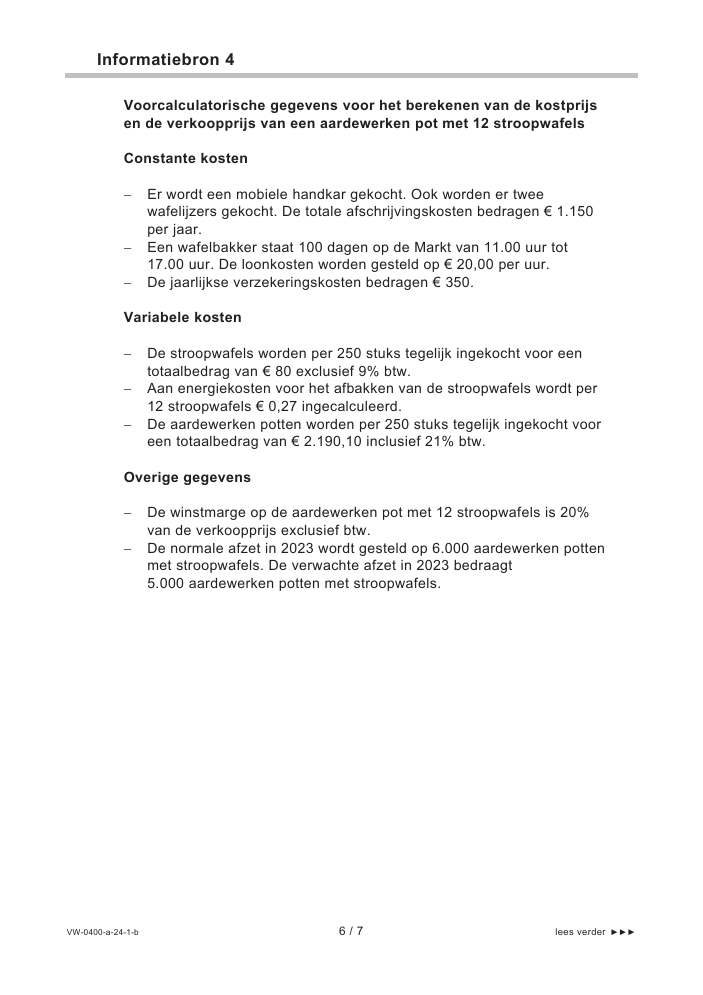 Informatiebron 4
Voorcalculatorische gegevens voor het berekenen van de kostprijs
en de verkoopprijs van een aardewerken pot met 12 stroopwafels
Constante kosten
– Er wordt een mobiele handkar gekocht. Ook worden er twee
wafelijzers gekocht. De totale afschrijvingskosten bedragen € 1.150
per jaar.
– Een wafelbakker staat 100 dagen op de Markt van 11.00 uur tot
17.00 uur. De loonkosten worden gesteld op € 20,00 per uur.
– De jaarlijkse verzekeringskosten bedragen € 350.
Variabele kosten
– De stroopwafels worden per 250 stuks tegelijk ingekocht voor een
totaalbedrag van € 80 exclusief 9% btw.
– Aan energiekosten voor het afbakken van de stroopwafels wordt per
12 stroopwafels € 0,27 ingecalculeerd.
– De aardewerken potten worden per 250 stuks tegelijk ingekocht voor
een totaalbedrag van € 2.190,10 inclusief 21% btw.
Overige gegevens
– De winstmarge op de aardewerken pot met 12 stroopwafels is 20%
van de verkoopprijs exclusief btw.
– De normale afzet in 2023 wordt gesteld op 6.000 aardewerken potten
met stroopwafels. De verwachte afzet in 2023 bedraagt
5.000 aardewerken potten met stroopwafels.
VW-0400-a-24-1-b 6 / 7 lees verder ►►►